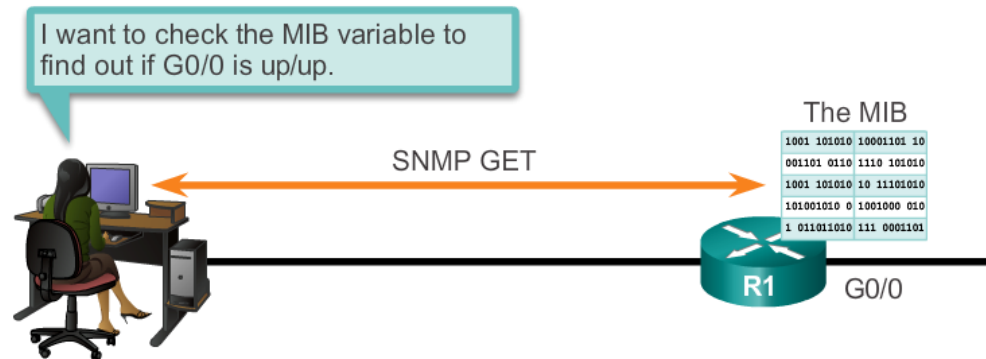 I want to check the MIB variable to
find out if G0/0 is up/up.
The MIB
SNMP GET
1001 101010 10001101 10
001101 0110 1110 101010
1001 101010 10 11101010
101001010 0 1001000 010
1 011011010 111 0001101
R1
G0/0